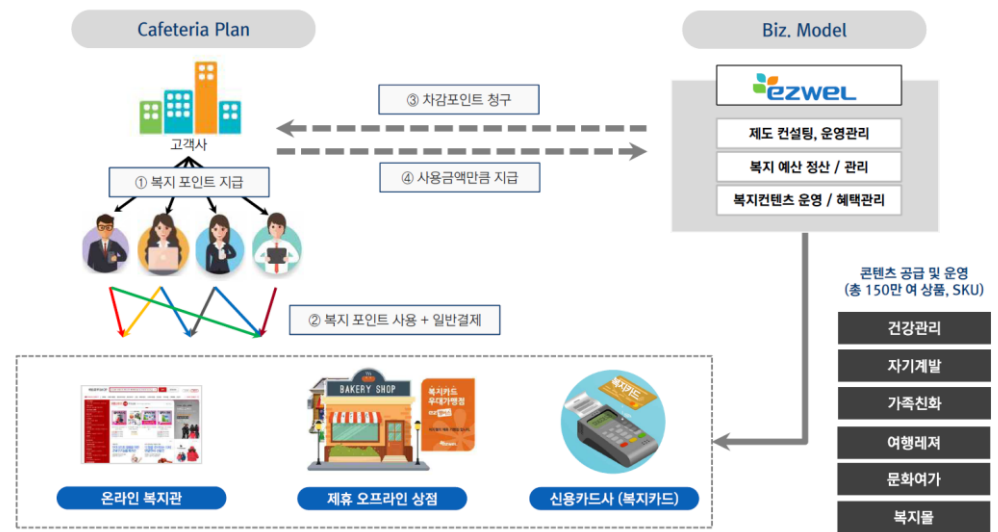 Cafeteria Plan
Biz. Model
고객사
① 복지 포인트 지급
③ 차감포인트 청구
④ 사용금액만큼 지급
ezwel
제도 컨설팅, 운영관리
복지 예산 정산 / 관리
복지컨텐츠 운영 / 혜택관리
② 복지 포인트 사용 + 일반결제
콘텐츠 공급 및 운영
(총 150만 여 상품, SKU)
건강관리
자기계발
가족친화
여행레져
문화여가
복지몰
BAKERY SHOP
복지카드
우대가맹점
ezwel
복지카드
온라인 복지관
제휴 오프라인 상점
신용카드사 (복지카드)